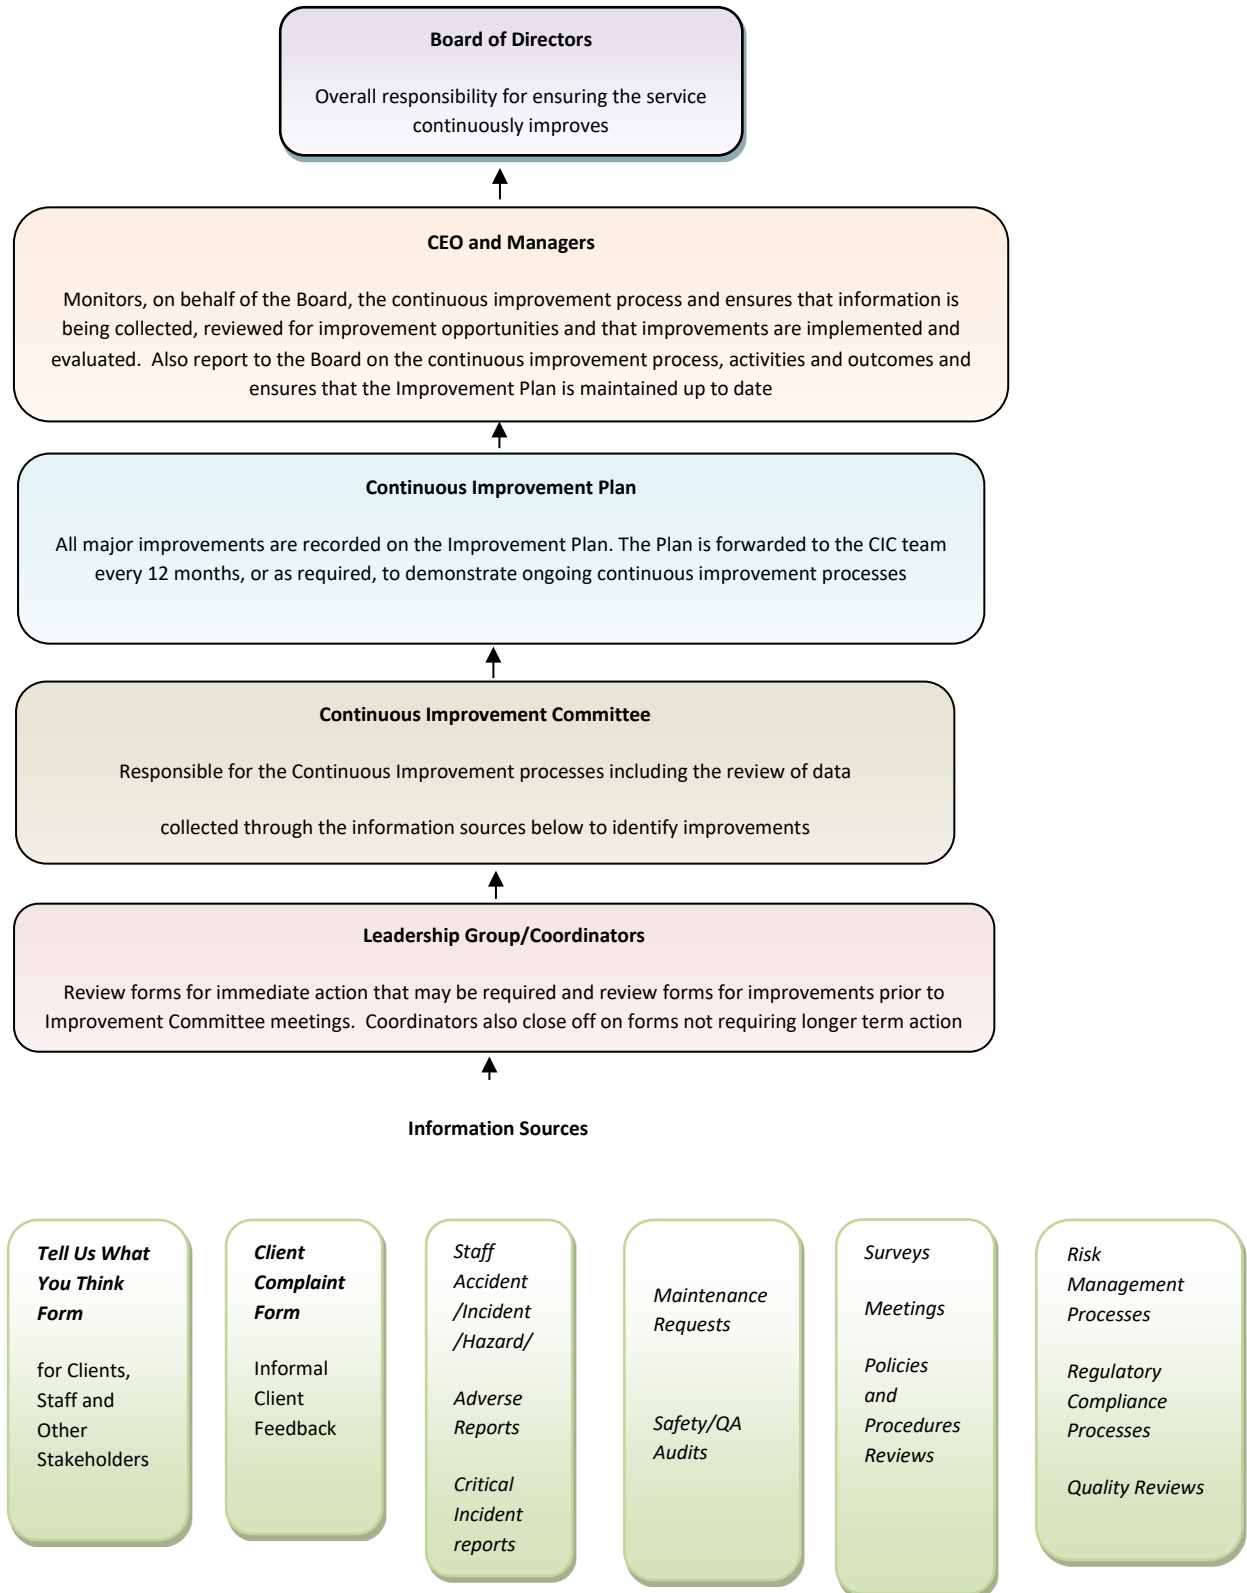 Board of Directors
Overall responsibility for ensuring the service
continuously improves
CEO and Managers
Monitors, on behalf of the Board, the continuous improvement process and ensures that information is
being collected, reviewed for improvement opportunities and that improvements are implemented and
evaluated.  Also report to the Board on the continuous improvement process, activities and outcomes and
ensures that the Improvement Plan is maintained up to date
Continuous Improvement Plan
All major improvements are recorded on the Improvement Plan. The Plan is forwarded to the CIC team
every 12 months, or as required, to demonstrate ongoing continuous improvement processes
Continuous Improvement Committee
Responsible for the Continuous Improvement processes including the review of data
collected through the information sources below to identify improvements
Leadership Group/Coordinators
Review forms for immediate action that may be required and review forms for improvements prior to
Improvement Committee meetings.  Coordinators also close off on forms not requiring longer term action
Information Sources
Tell Us What
You Think
Form
for Clients,
Staff and
Other
Stakeholders
Client
Complaint
Form
Informal
Client
Feedback
Staff
Accident
/Incident
/Hazard/
Adverse
Reports
Critical
Incident
reports
Maintenance
Requests
Safety/QA
Audits
Surveys
Meetings
Policies
and
Procedures
Reviews
Risk
Management
Processes
Regulatory
Compliance
Processes
Quality Reviews